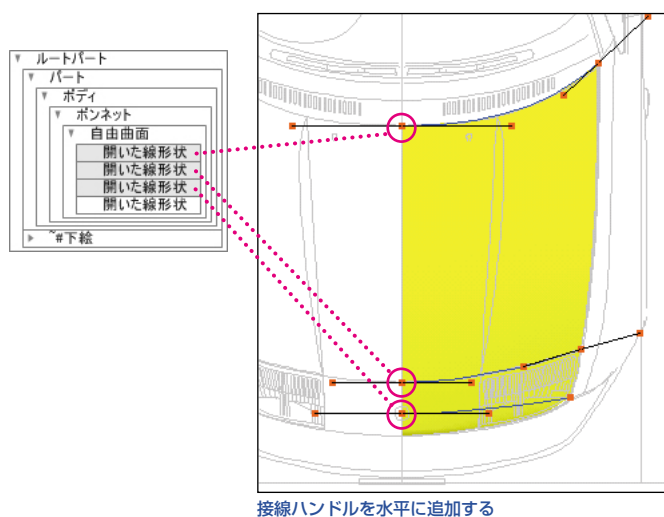 ルートパート
パート
ボディ
ボンネット
自由曲面
開いた線形状
開いた線形状
開いた線形状
開いた線形状
~#下絵
接線ハンドルを水平に追加する